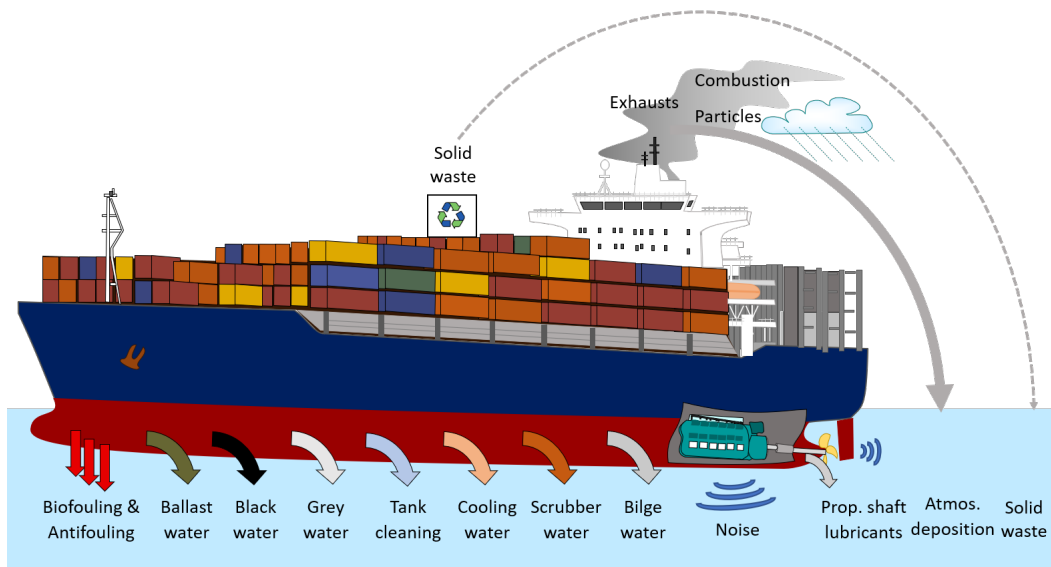 Combustion
Exhausts
Particles
Solid
waste
Biofouling &
Antifouling
Ballast
water
Black
water
Grey
water
Tank
cleaning
Cooling
water
Scrubber
water
Bilge
water
Noise
Prop. shaft
lubricants
Atmos.
deposition
Solid
waste